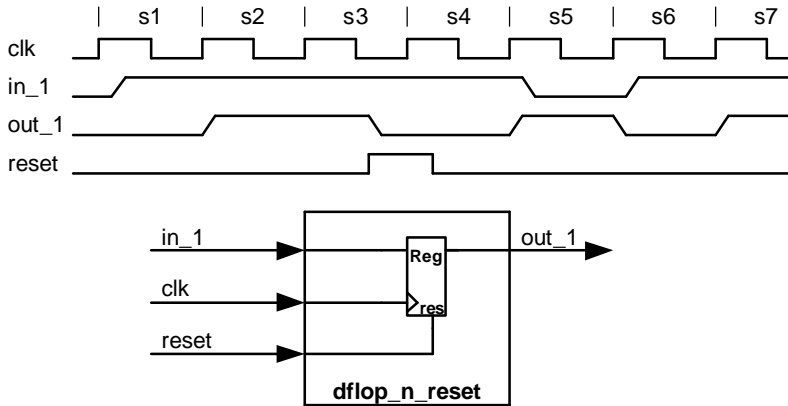 | s1 | s2 | s3 | s4 | s5 | s6 | s7
clk
in_1
out_1
reset
in_1
Reg
out_1
clk
res
reset
dflop_n_reset